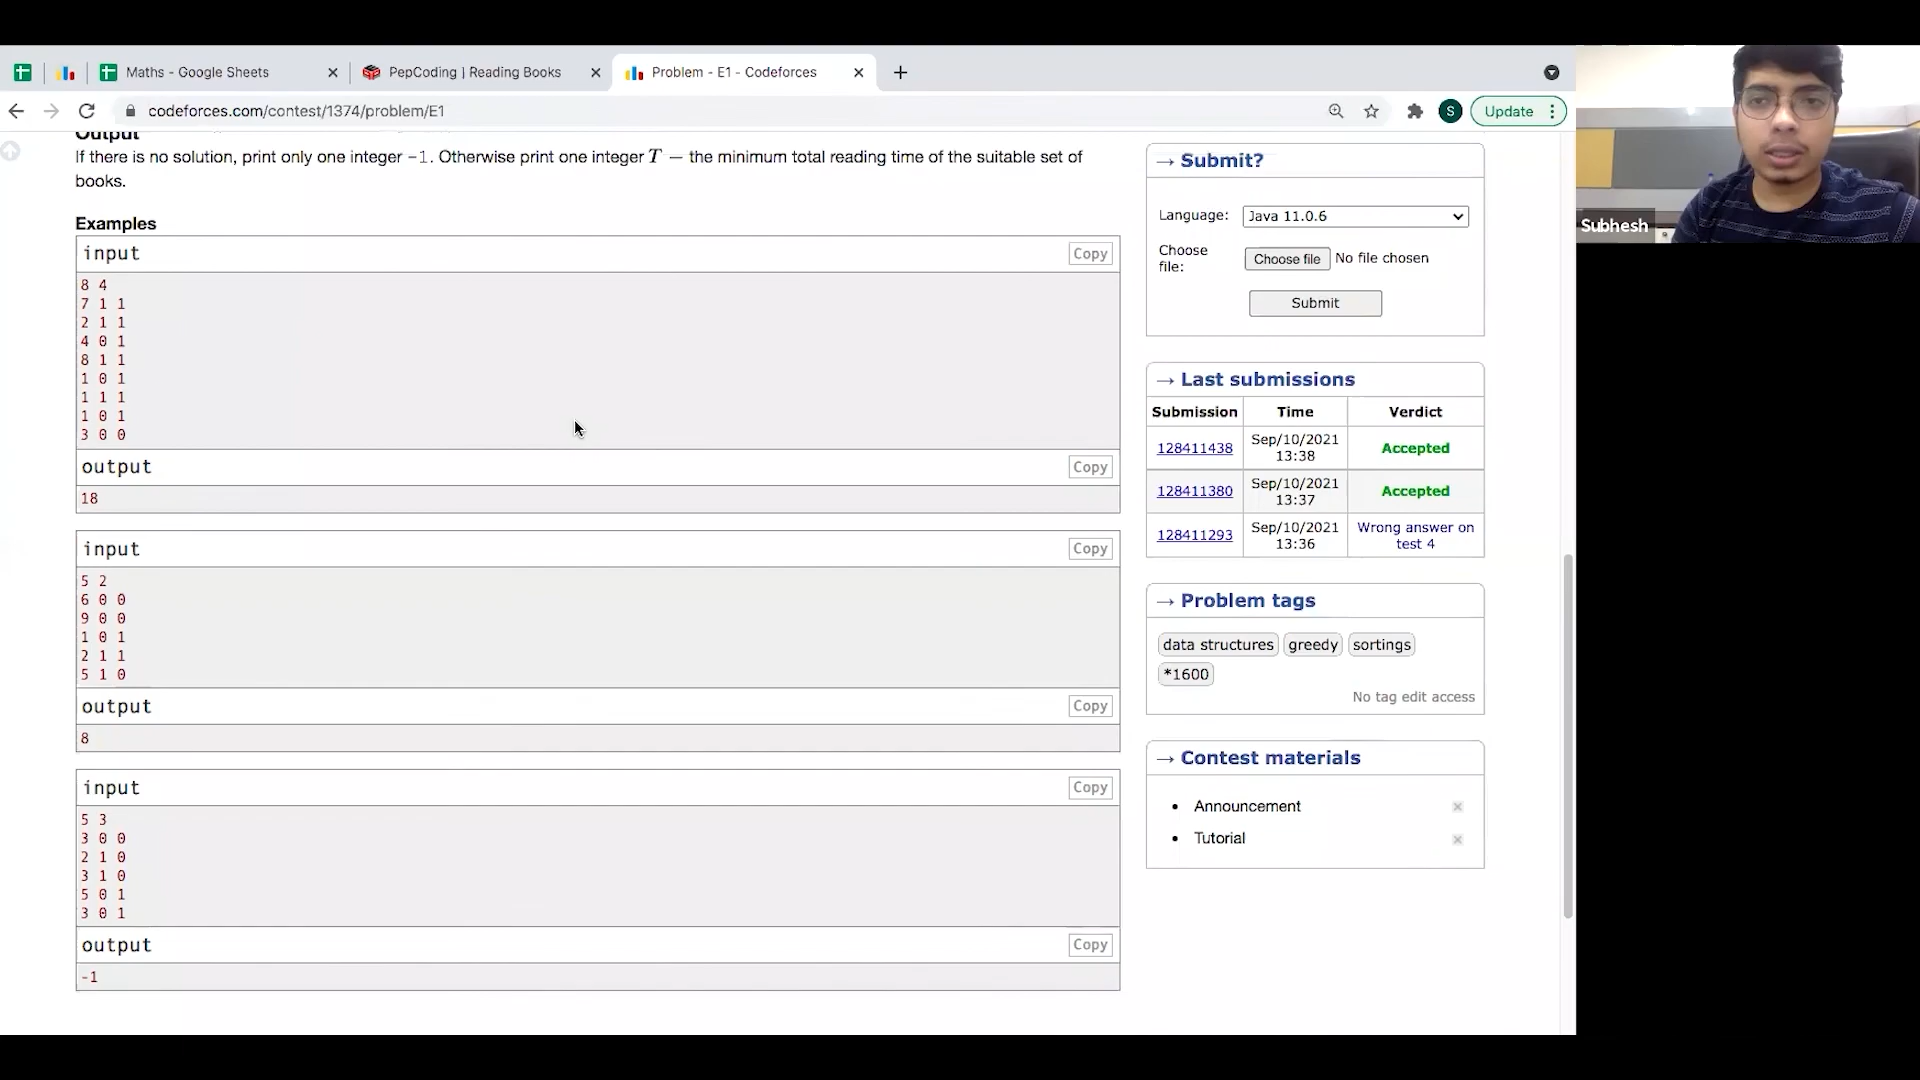 Maths - Google Sheets
PepCoding | Reading Books
Problem - E1 - Codeforces
codeforces.com/contest/1374/problem/E1
S
Update
Output
If there is no solution, print only one integer −1. Otherwise print one integer T — the minimum total reading time of the suitable set of
books.
Examples
input
Copy
8 4
7 1 1
2 1 1
4 0 1
8 1 1
1 0 1
1 1 1
1 0 1
3 0 0
output
Copy
18
input
Copy
5 2
6 0 0
9 0 0
1 0 1
2 1 1
5 1 0
output
Copy
8
input
Copy
5 3
3 0 0
2 1 0
3 1 0
5 0 1
3 0 1
output
Copy
-1
→ Submit?
Language: Java 11.0.6
Choose
file:
Choose file No file chosen
Submit
→ Last submissions
Submission Time Verdict
128411438 Sep/10/2021 13:38 Accepted
128411380 Sep/10/2021 13:37 Accepted
128411293 Sep/10/2021 13:36 Wrong answer on test 4
→ Problem tags
data structures greedy sortings
*1600
No tag edit access
→ Contest materials
• Announcement
• Tutorial
Subhesh